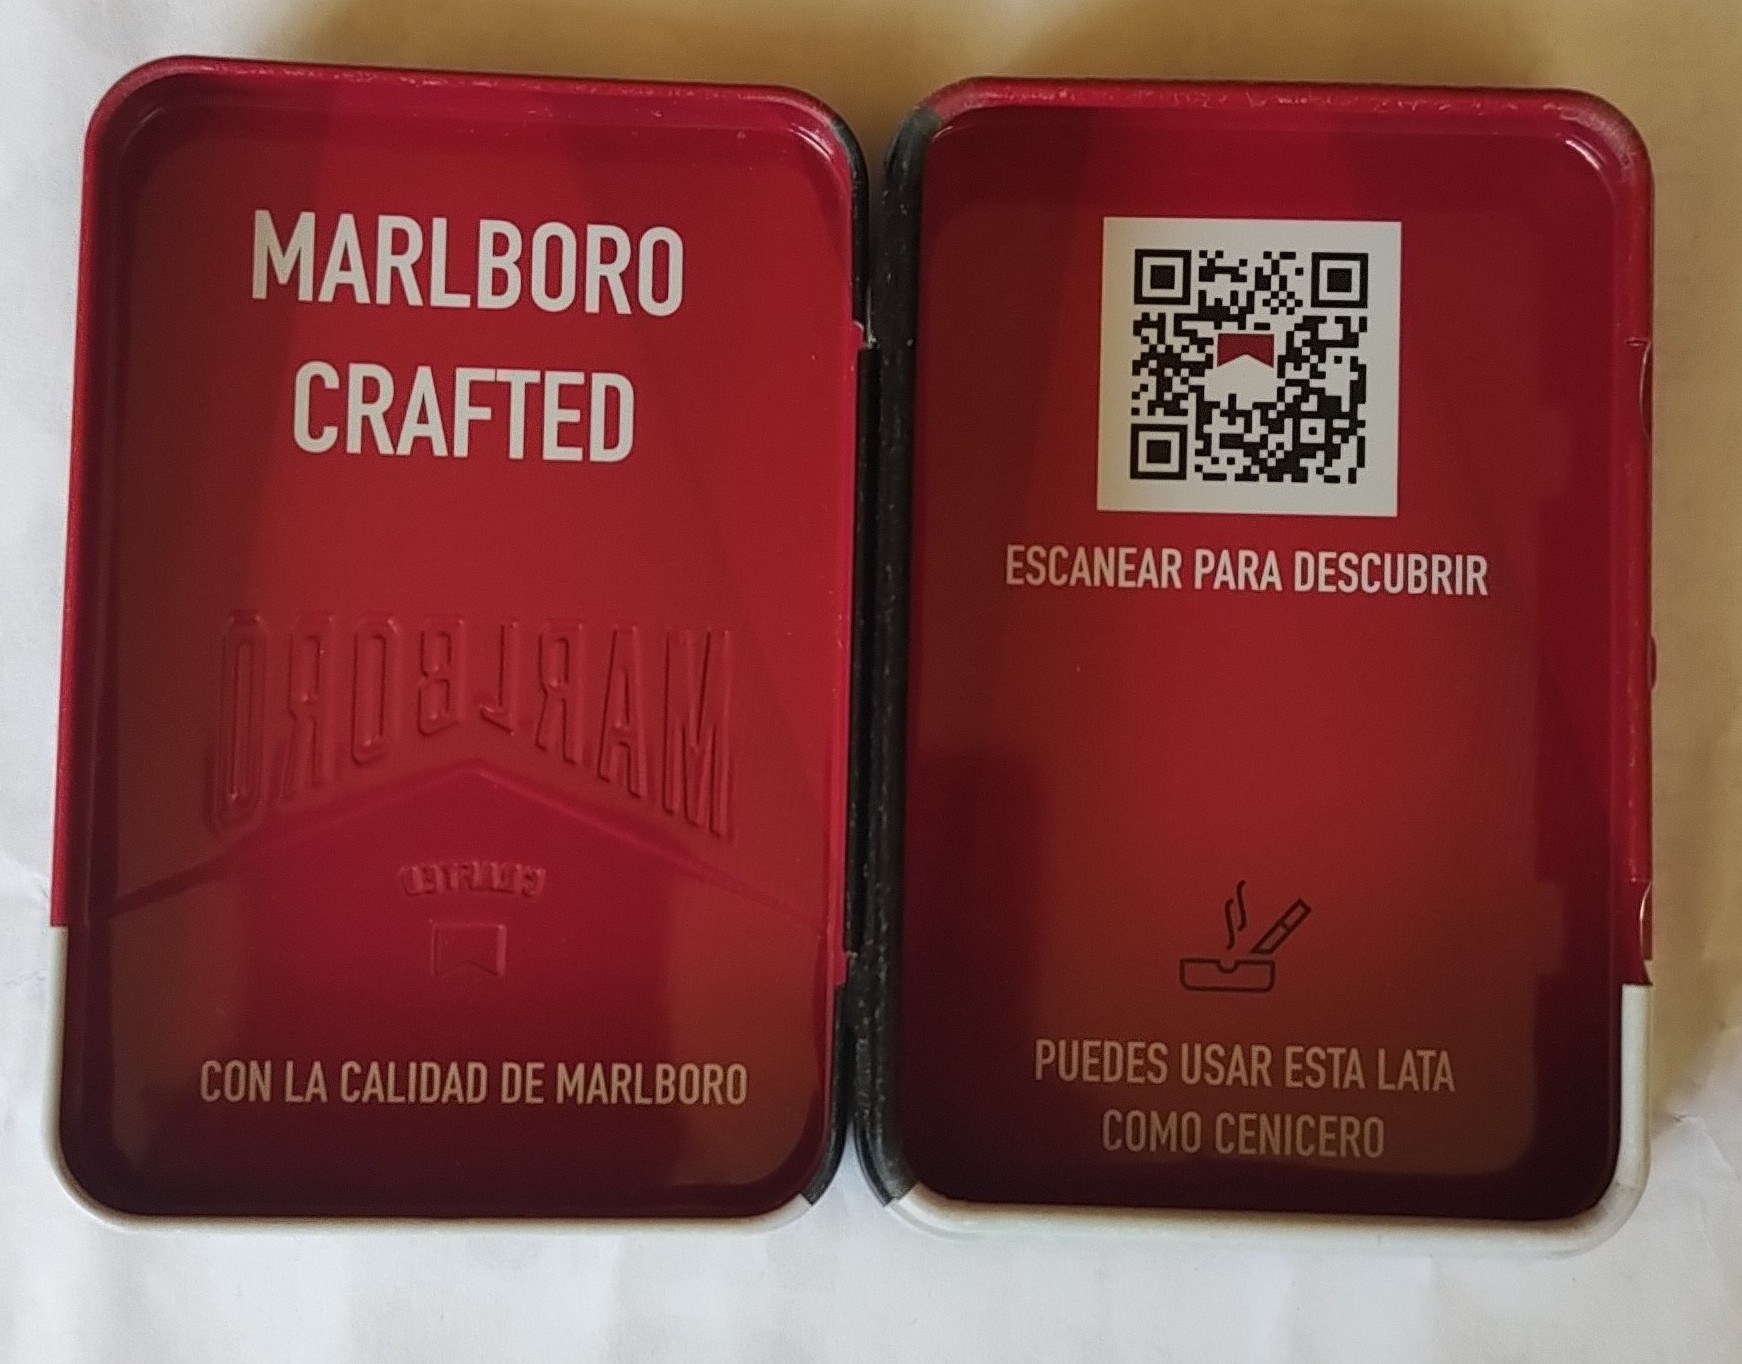 MARLBORO
CRAFTED
MARLBORO
CRAFTED
CON LA CALIDAD DE MARLBORO
ESCANEAR PARA DESCUBRIR
PUEDES USAR ESTA LATA
COMO CENICERO